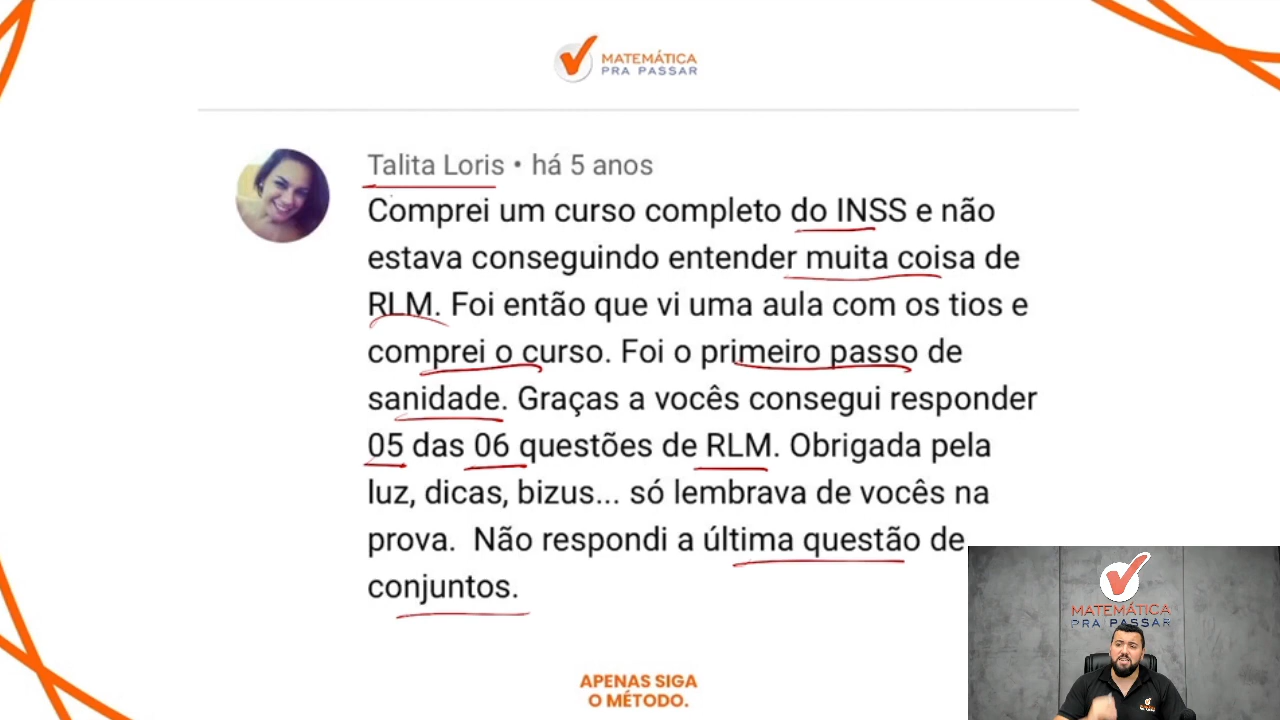 MATEMÁTICA
PRA PASSAR
Talita Loris • há 5 anos
Comprei um curso completo do INSS e não
estava conseguindo entender muita coisa de
RLM. Foi então que vi uma aula com os tios e
comprei o curso. Foi o primeiro passo de
sanidade. Graças a vocês consegui responder
05 das 06 questões de RLM. Obrigada pela
luz, dicas, bizus... só lembrava de vocês na
prova.  Não respondi a última questão de
conjuntos.
MATEMÁTICA
PRA PASSAR
APENAS SIGA
O MÉTODO.